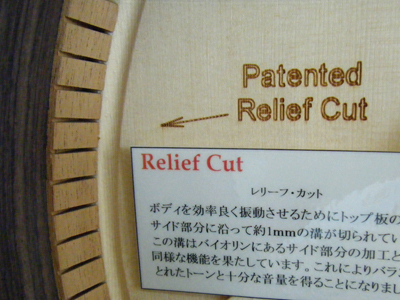 Patented
Relief Cut
Relief Cut
レリーフ・カット
ボディを効率良く振動させるためにトップ板の
サイド部分に沿って約1mmの溝が切られてい
この溝はバイオリンにあるサイド部分の加工と
同様な機能を果たしています。これによりバラ
とれたトーンと十分な音量を得ることになりまし